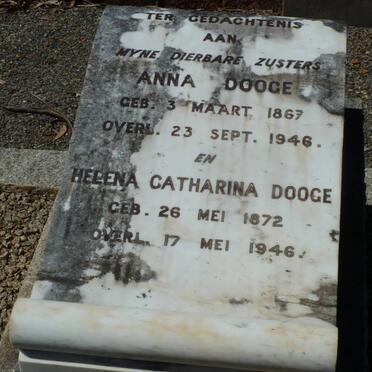 TER GEDACHTENIS
AAN
MYNE DIERBARE ZUSTERS
ANNA DOOGE
GEB. 3 MAART 1867
OVERL. 23 SEPT. 1946.
EN
HELENA CATHARINA DOOGE
GEB. 26 MEI 1872
OVERL. 17 MEI 1946.